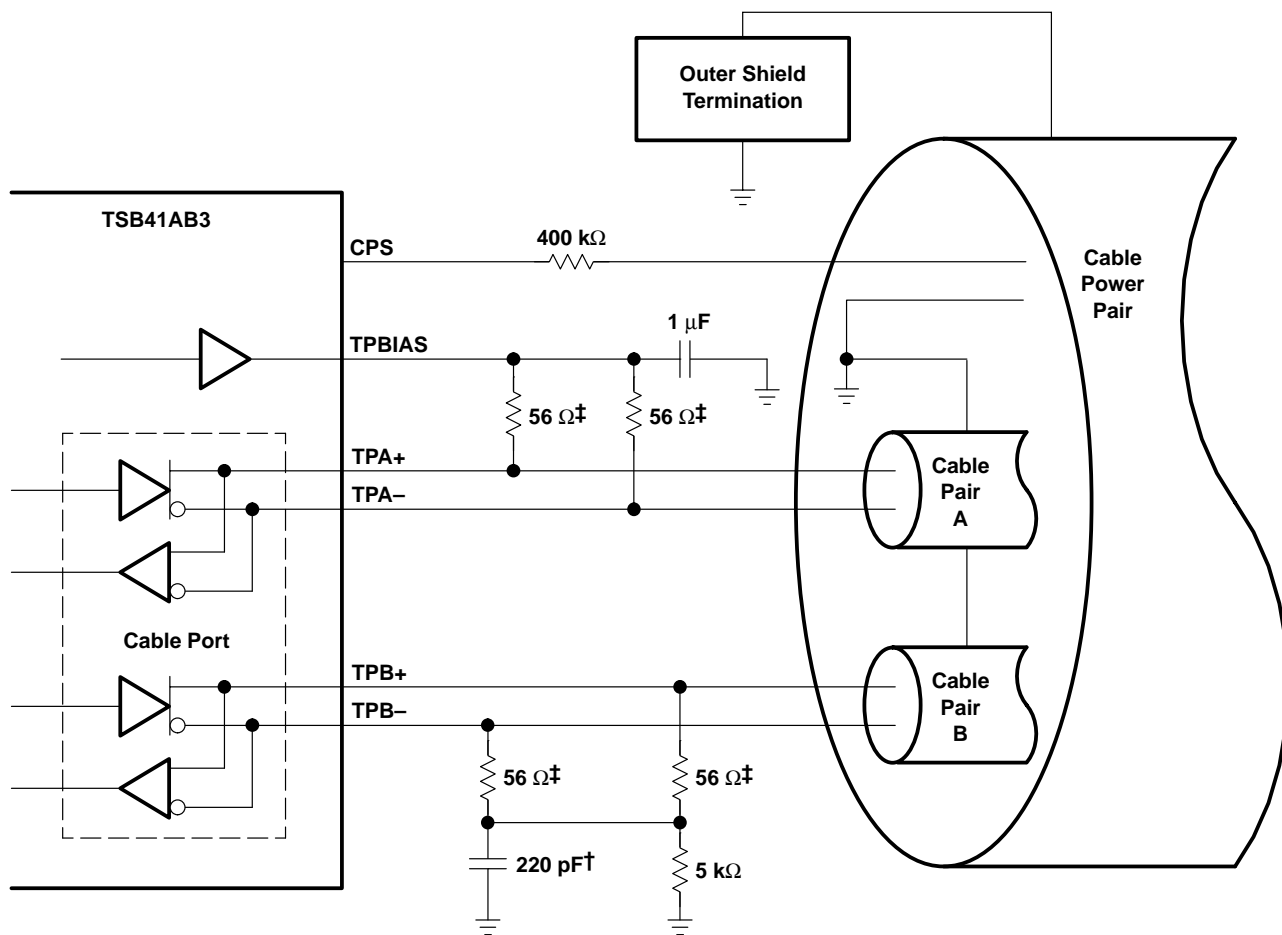 Outer Shield
Termination
TSB41AB3
CPS
400 kΩ
Cable
Power
Pair
1 μF
TPBIAS
56 Ω‡
56 Ω‡
TPA+
TPA–
Cable
Pair
A
Cable Port
TPB+
TPB–
Cable
Pair
B
56 Ω‡
56 Ω‡
220 pF†
5 kΩ